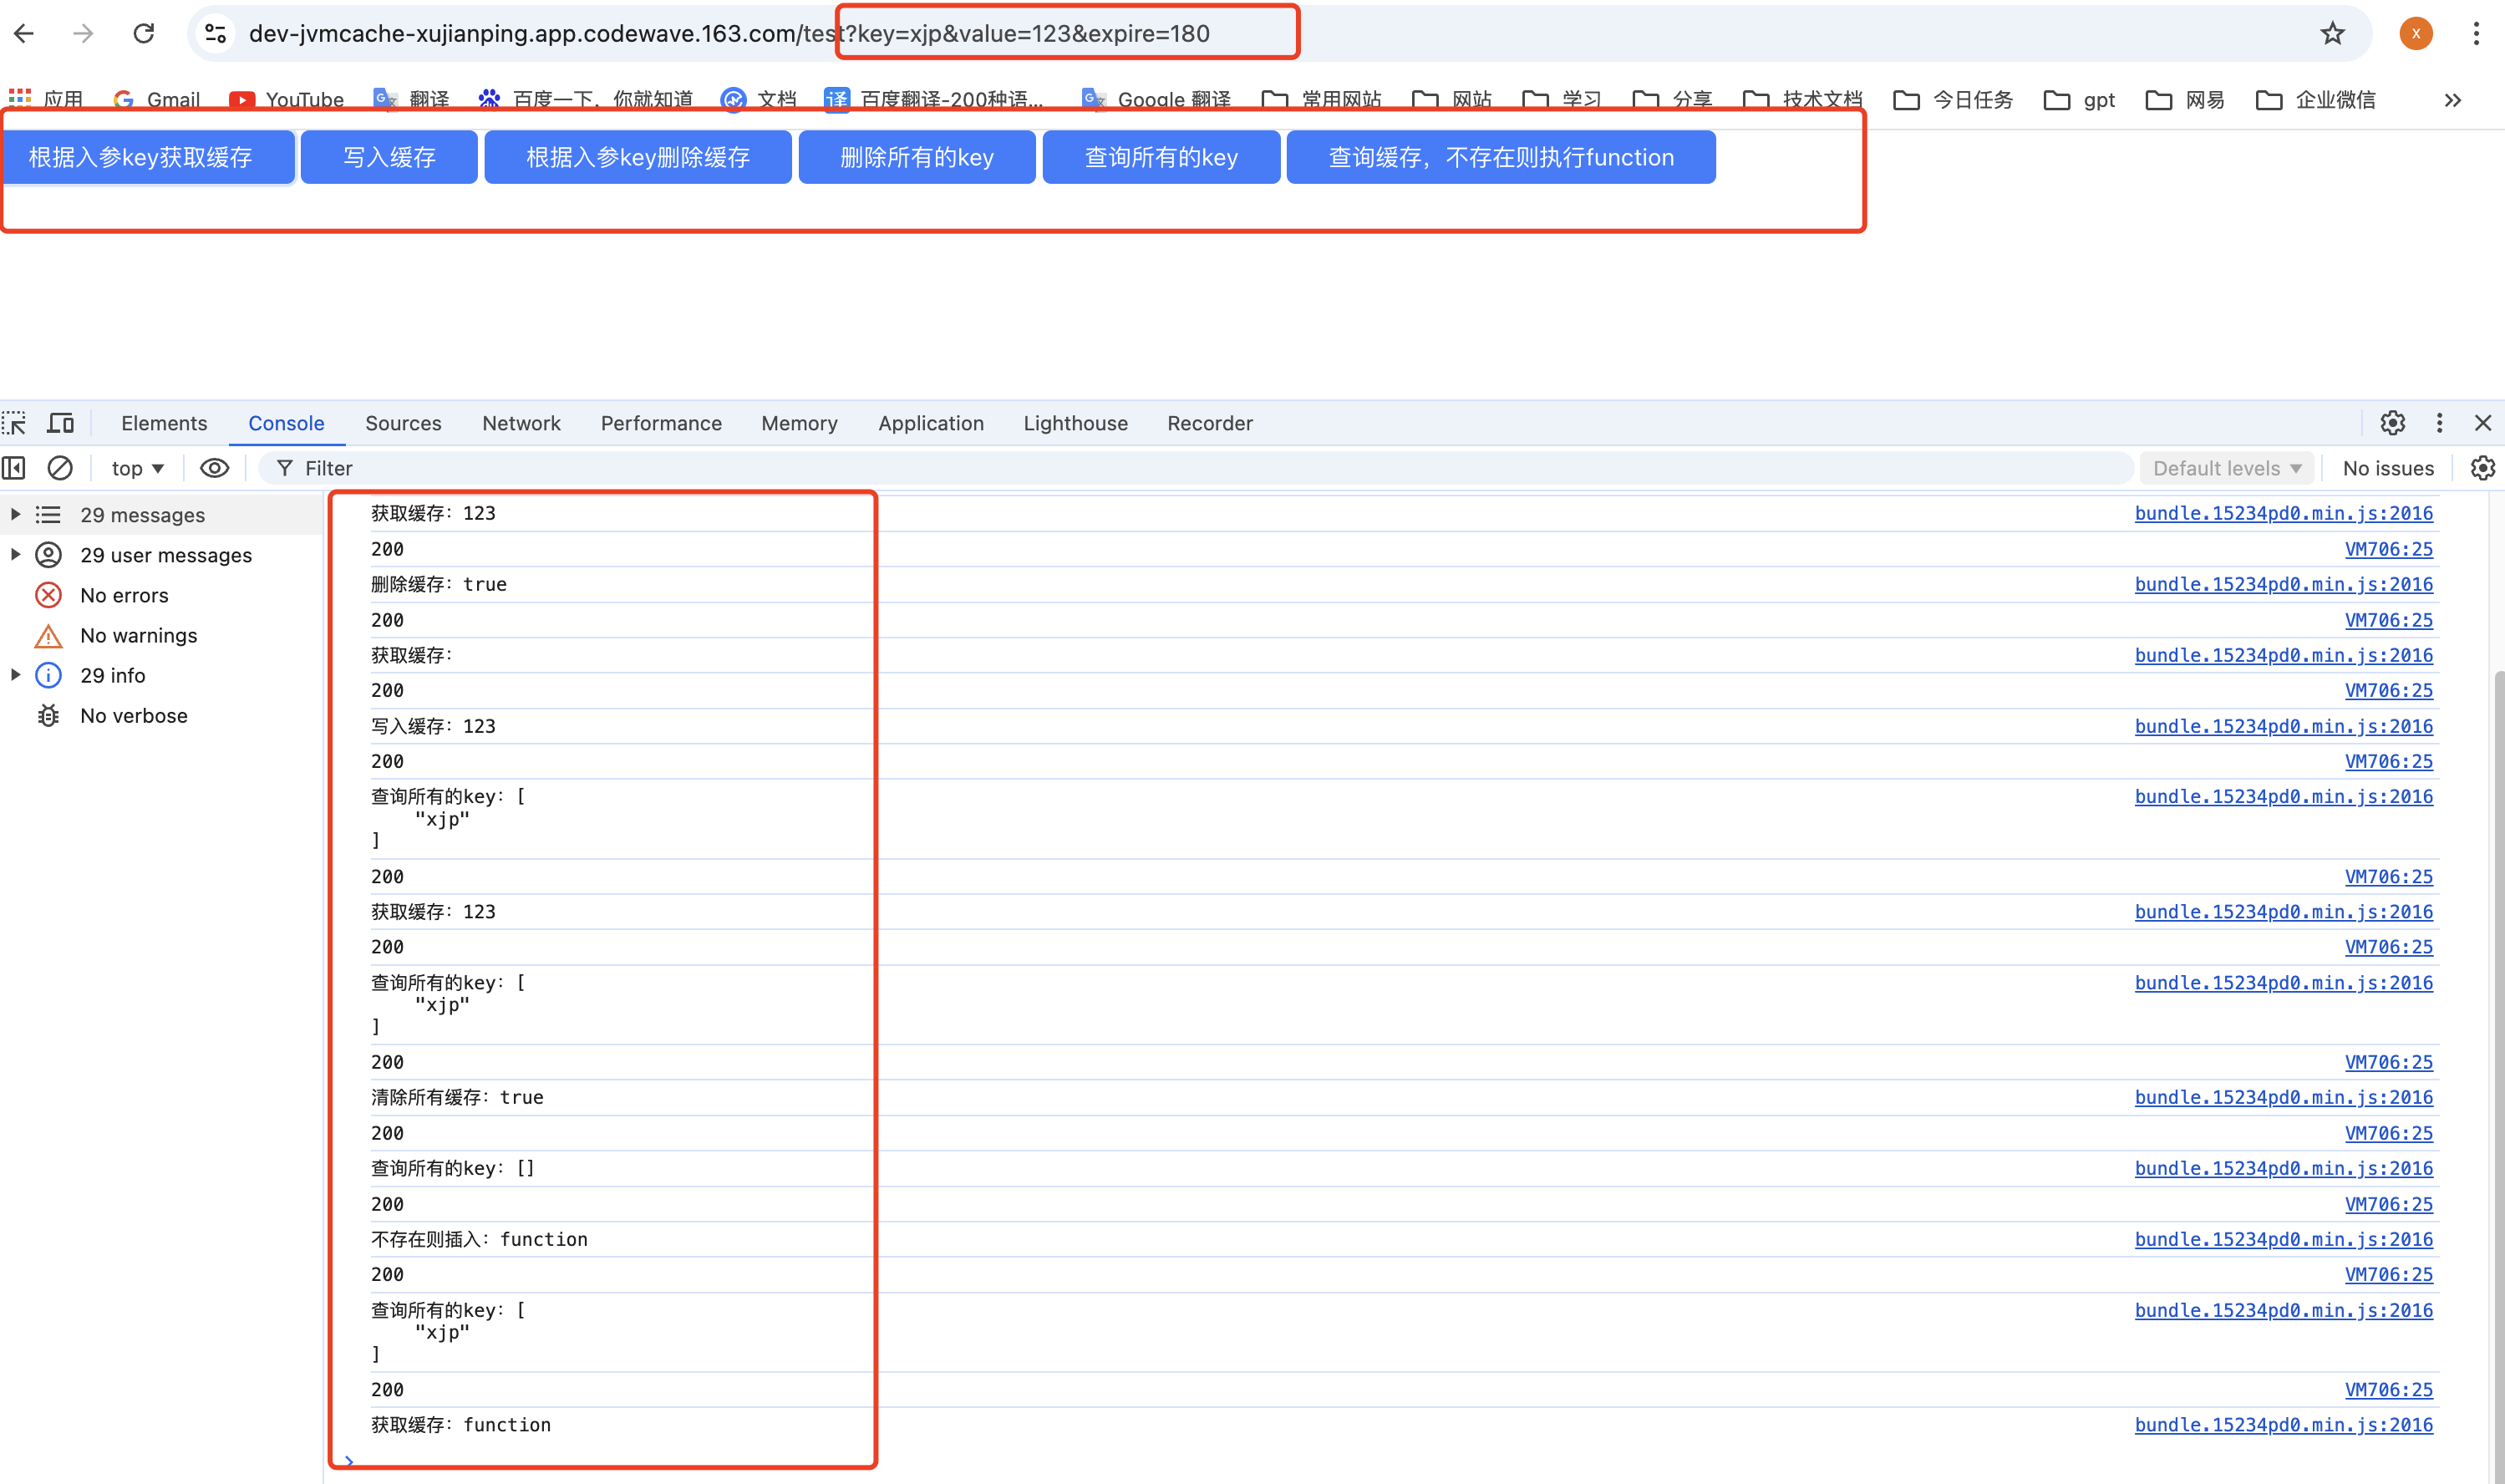 dev-jvmcache-xujianping.app.codewave.163.com/test?key=xjp&value=123&expire=180
X
应用 Gmail YouTube 翻译 百度一下，你就知道 文档 百度翻译-200种语... Google 翻译 常用网站 网站 学习 分享 技术文档 今日任务 gpt 网易 企业微信
根据入参key获取缓存 写入缓存 根据入参key删除缓存 删除所有的key 查询所有的key 查询缓存，不存在则执行function
Elements Console Sources Network Performance Memory Application Lighthouse Recorder
top Filter Default levels No issues
29 messages
29 user messages
No errors
No warnings
29 info
No verbose
获取缓存：123 bundle.15234pd0.min.js:2016
200 VM706:25
删除缓存：true bundle.15234pd0.min.js:2016
200 VM706:25
获取缓存： bundle.15234pd0.min.js:2016
200 VM706:25
写入缓存：123 bundle.15234pd0.min.js:2016
200 VM706:25
查询所有的key：[ bundle.15234pd0.min.js:2016
"xjp"
]
200 VM706:25
获取缓存：123 bundle.15234pd0.min.js:2016
200 VM706:25
查询所有的key：[ bundle.15234pd0.min.js:2016
"xjp"
]
200 VM706:25
清除所有缓存：true bundle.15234pd0.min.js:2016
200 VM706:25
查询所有的key：[] bundle.15234pd0.min.js:2016
200 VM706:25
不存在则插入：function bundle.15234pd0.min.js:2016
200 VM706:25
查询所有的key：[ bundle.15234pd0.min.js:2016
"xjp"
]
200 VM706:25
获取缓存：function bundle.15234pd0.min.js:2016